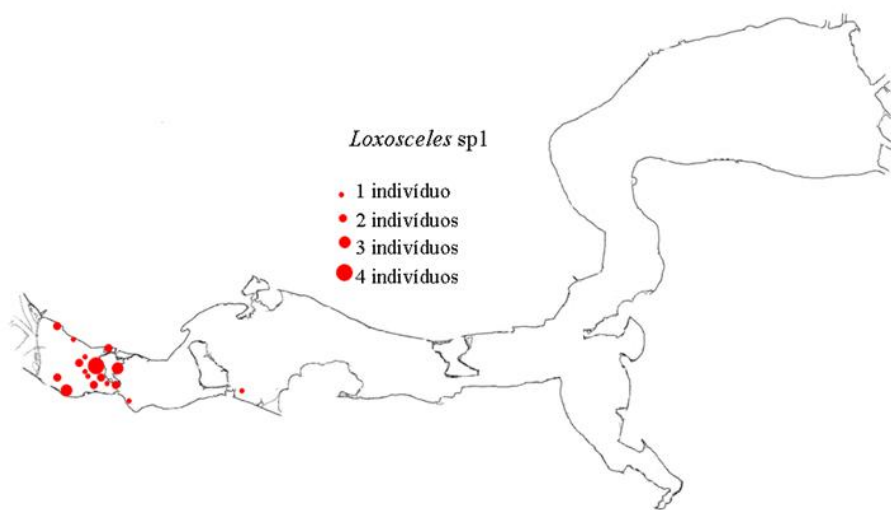 Loxosceles sp1
1 indivíduo
2 indivíduos
3 indivíduos
4 indivíduos